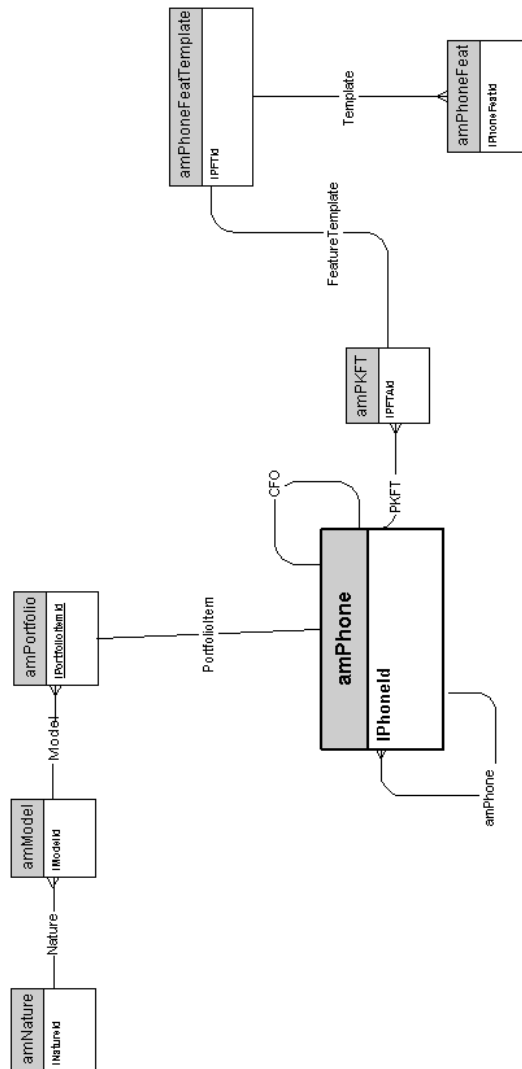 amNature
lNatureId
Nature
amModel
lModelId
Model
amPortfolio
lPortfolioItemId
PortfolioItem
amPhoneFeatTemplate
lPFTId
CFO
FeatureTemplate
Template
amPhone
lPhoneId
amPKFT
lPFTAId
PKFT
amPhoneFeat
lPhoneFeatId
amPhone